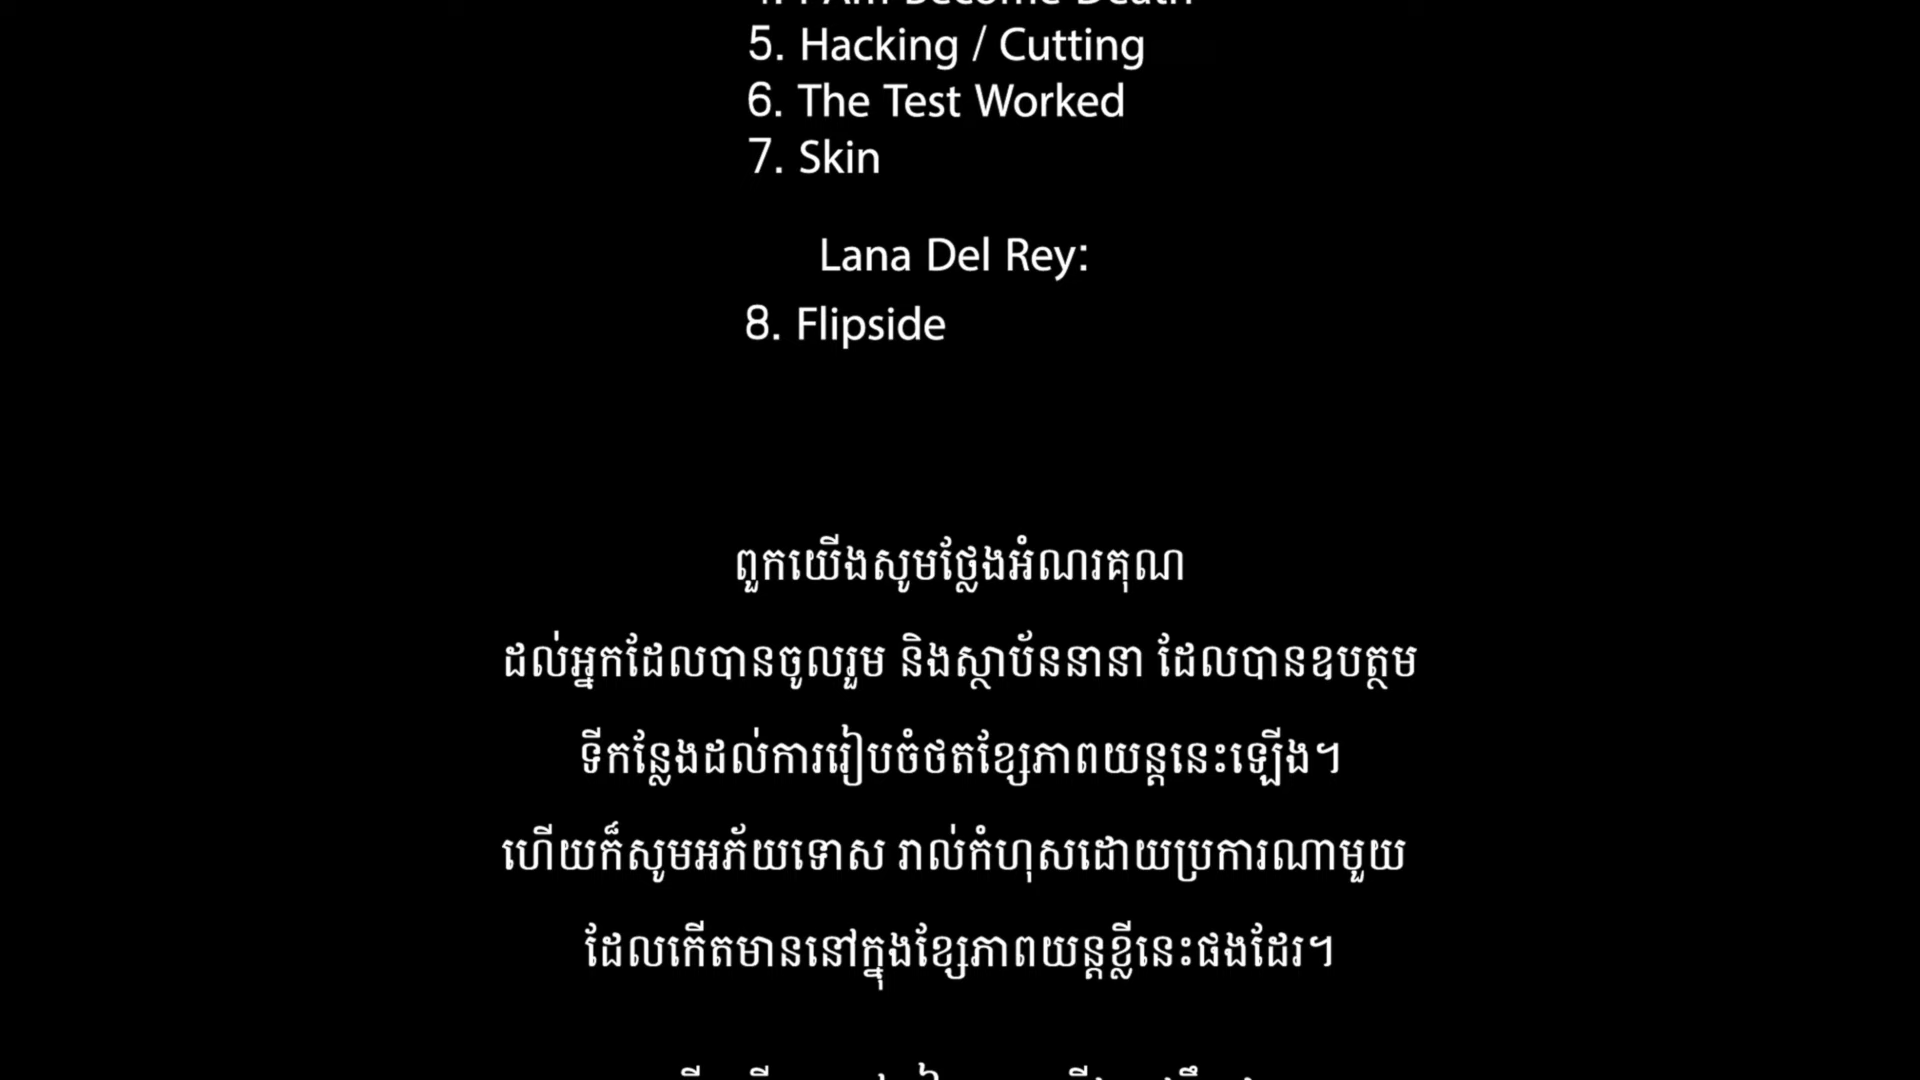 4. I Am Become Death
5. Hacking / Cutting
6. The Test Worked
7. Skin
Lana Del Rey:
8. Flipside
ពួកយើងសូមថ្លែងអំណរគុណ
ដល់អ្នកដែលបានចូលរួម និងស្ថាប័ននានា ដែលបានឧបត្ថម
ទីកន្លែងដល់ការរៀបចំថតខ្សែភាពយន្តនេះឡើង។
ហើយក៏សូមអភ័យទោស រាល់កំហុសដោយប្រការណាមួយ
ដែលកើតមាននៅក្នុងខ្សែភាពយន្តខ្លីនេះផងដែរ។